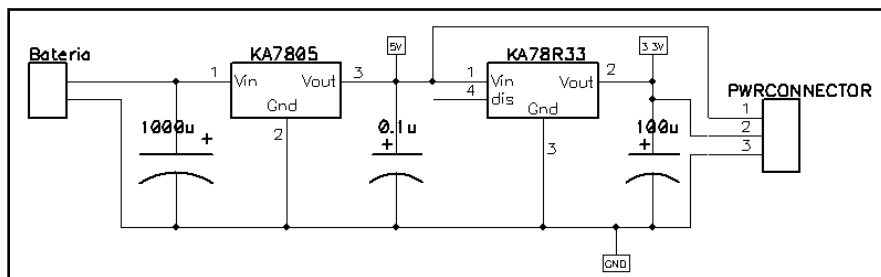 Bateria
KA7805
5V
KA78R33
3.3V
PWRCONNECTOR
1
Vin
Vout
3
Gnd
2
1
4
Vin
dis
Vout
2
Gnd
3
1
2
3
1000u
+
0.1u
+
100u
+
GND